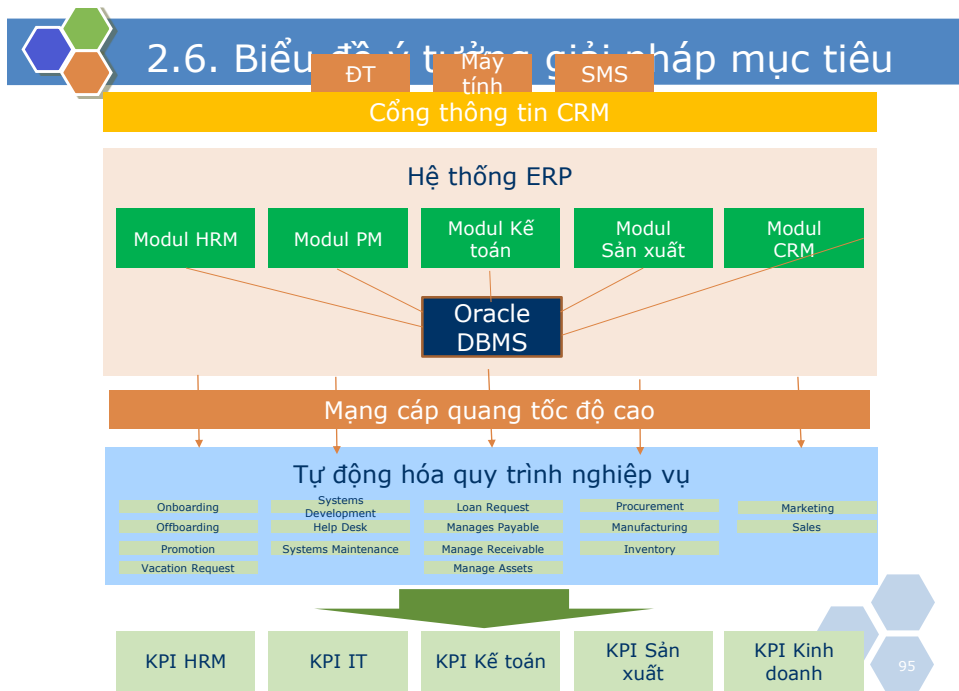 2.6. Biểu đồ ý tưởng giải pháp mục tiêu
ĐT
Máy
tính
SMS
Cổng thông tin CRM
Hệ thống ERP
Modul HRM
Modul PM
Modul Kế
toán
Modul
Sản xuất
Modul
CRM
Oracle
DBMS
Mạng cáp quang tốc độ cao
Tự động hóa quy trình nghiệp vụ
Onboarding
Offboarding
Promotion
Vacation Request
Systems
Development
Help Desk
Systems Maintenance
Loan Request
Manages Payable
Manage Receivable
Manage Assets
Procurement
Manufacturing
Inventory
Marketing
Sales
KPI HRM
KPI IT
KPI Kế toán
KPI Sản
xuất
KPI Kinh
doanh
95